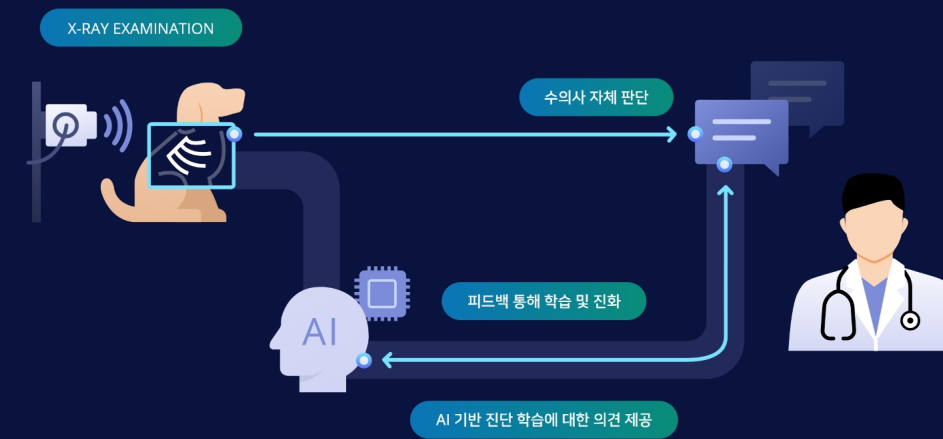 X-RAY EXAMINATION
수의사 자체 판단
피드백 통해 학습 및 진화
AI
AI 기반 진단 학습에 대한 의견 제공